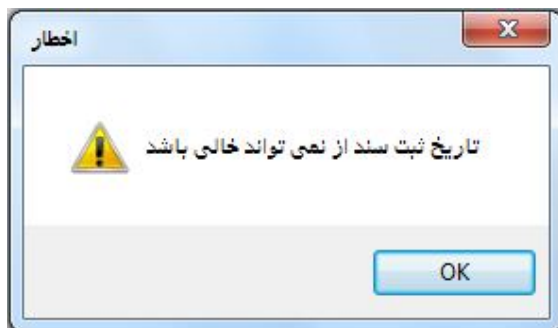 اخطار
تاریخ ثبت سند از نمی تواند خالی باشد
OK